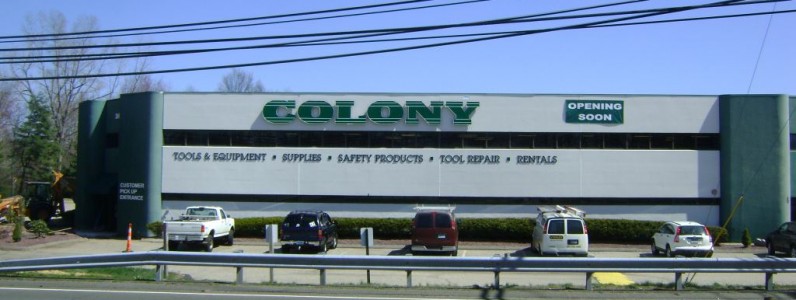 COLONY
OPENING
SOON
TOOLS & EQUIPMENT • SUPPLIES • SAFETY PRODUCTS • TOOL REPAIR • RENTALS
CUSTOMER
PICK UP
ENTRANCE